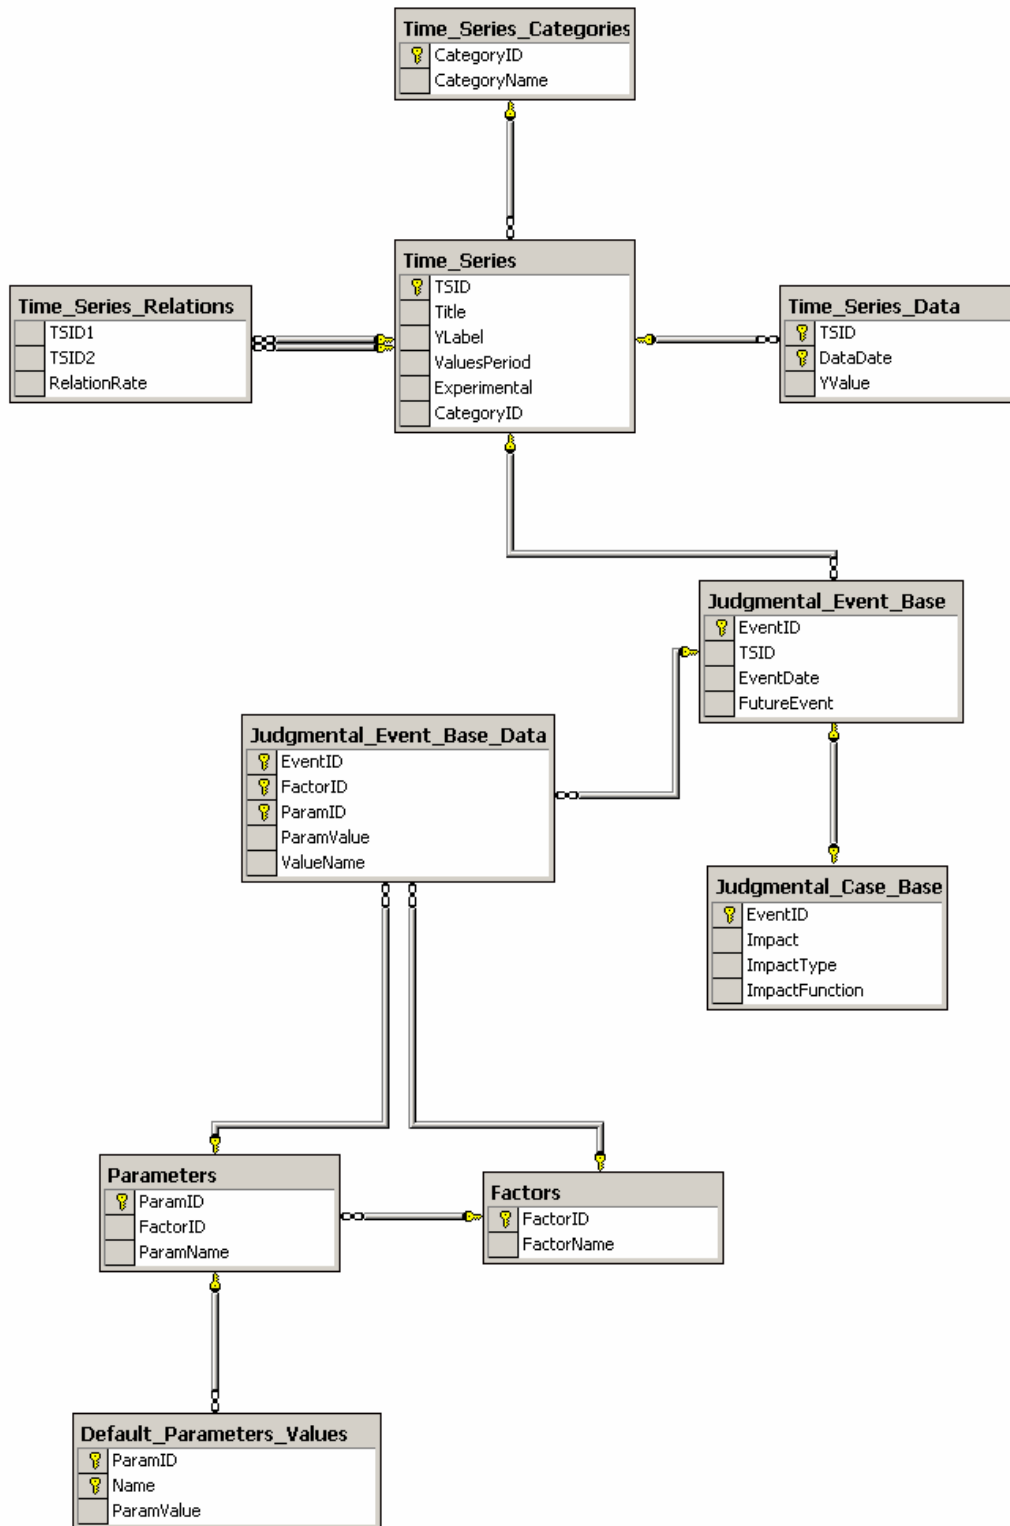 Time_Series_Categories
CategoryID
CategoryName
Time_Series
TSID
Title
YLabel
ValuesPeriod
Experimental
CategoryID
Time_Series_Relations
TSID1
TSID2
RelationRate
Time_Series_Data
TSID
DataDate
YValue
Judgmental_Event_Base
EventID
TSID
EventDate
FutureEvent
Judgmental_Event_Base_Data
EventID
FactorID
ParamID
ParamValue
ValueName
Judgmental_Case_Base
EventID
Impact
ImpactType
ImpactFunction
Parameters
ParamID
FactorID
ParamName
Factors
FactorID
FactorName
Default_Parameters_Values
ParamID
Name
ParamValue